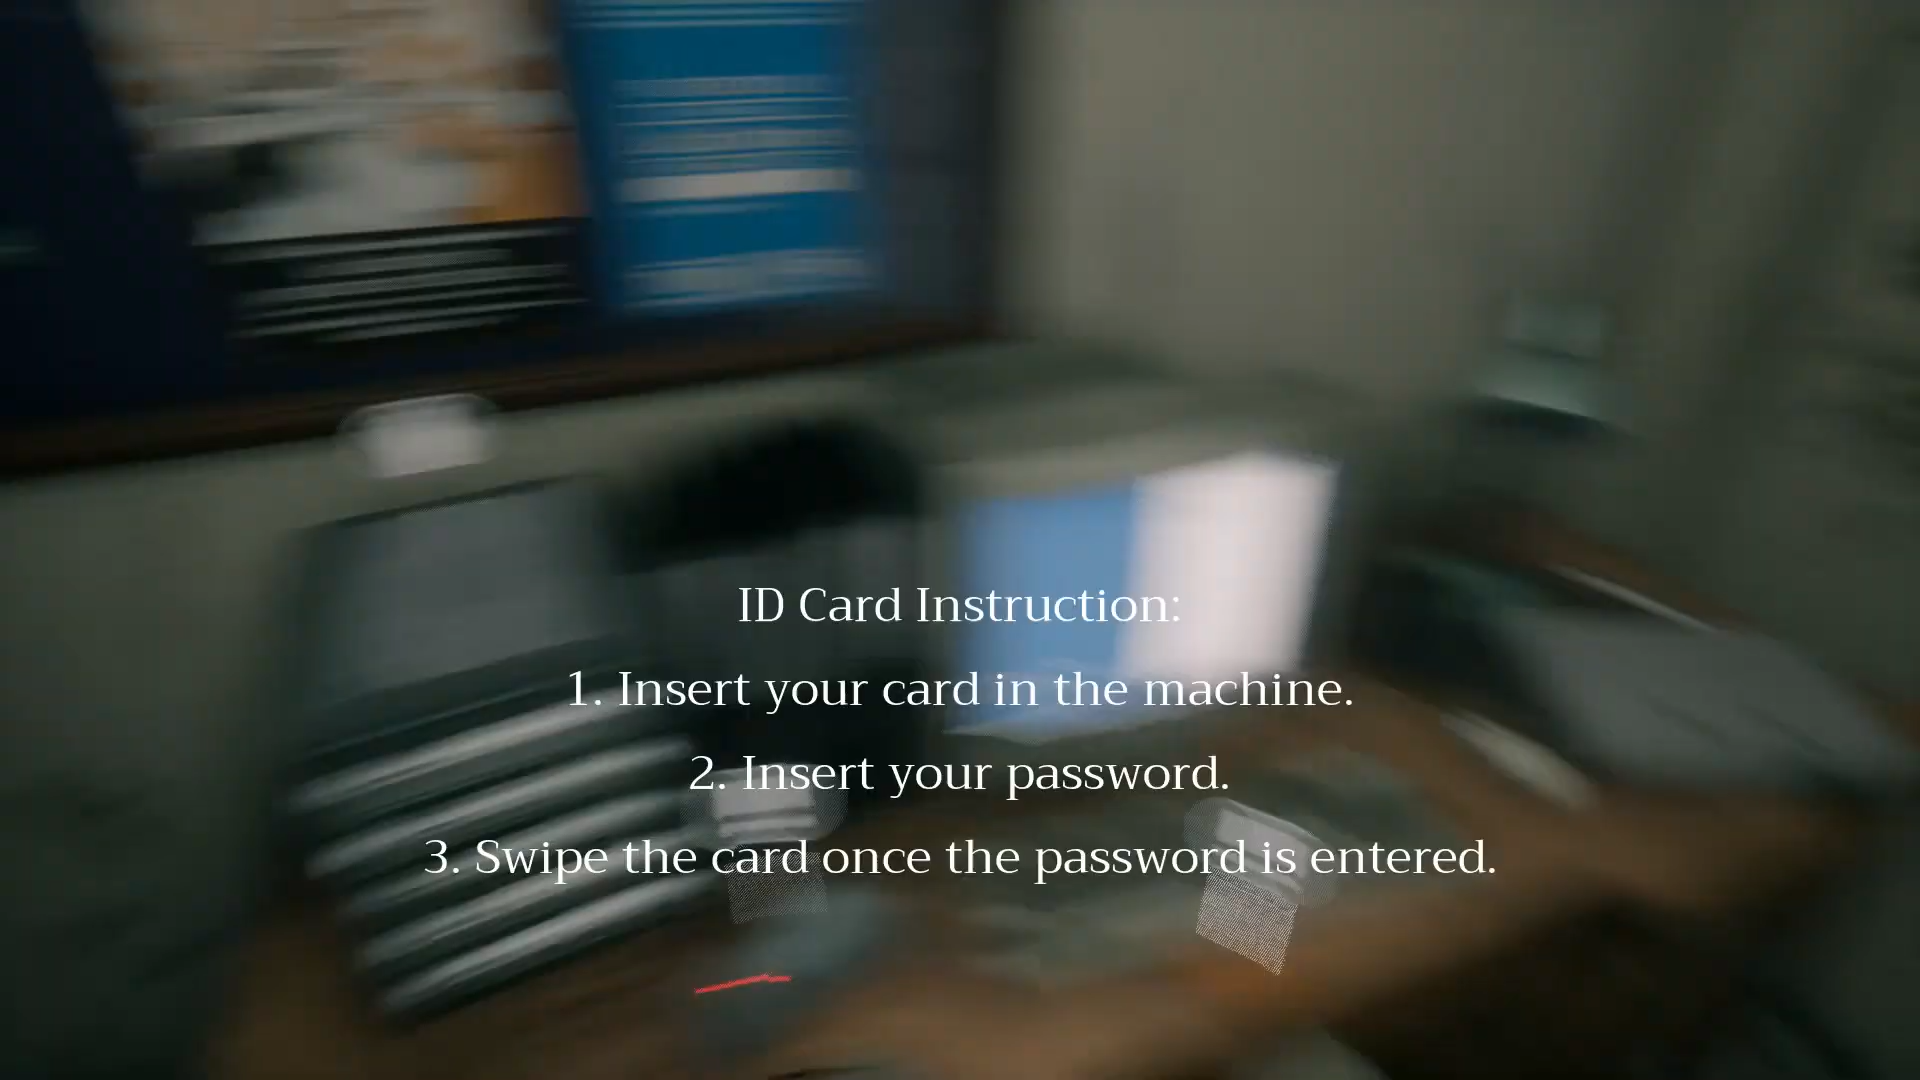 ID Card Instruction:
1. Insert your card in the machine.
2. Insert your password.
3. Swipe the card once the password is entered.